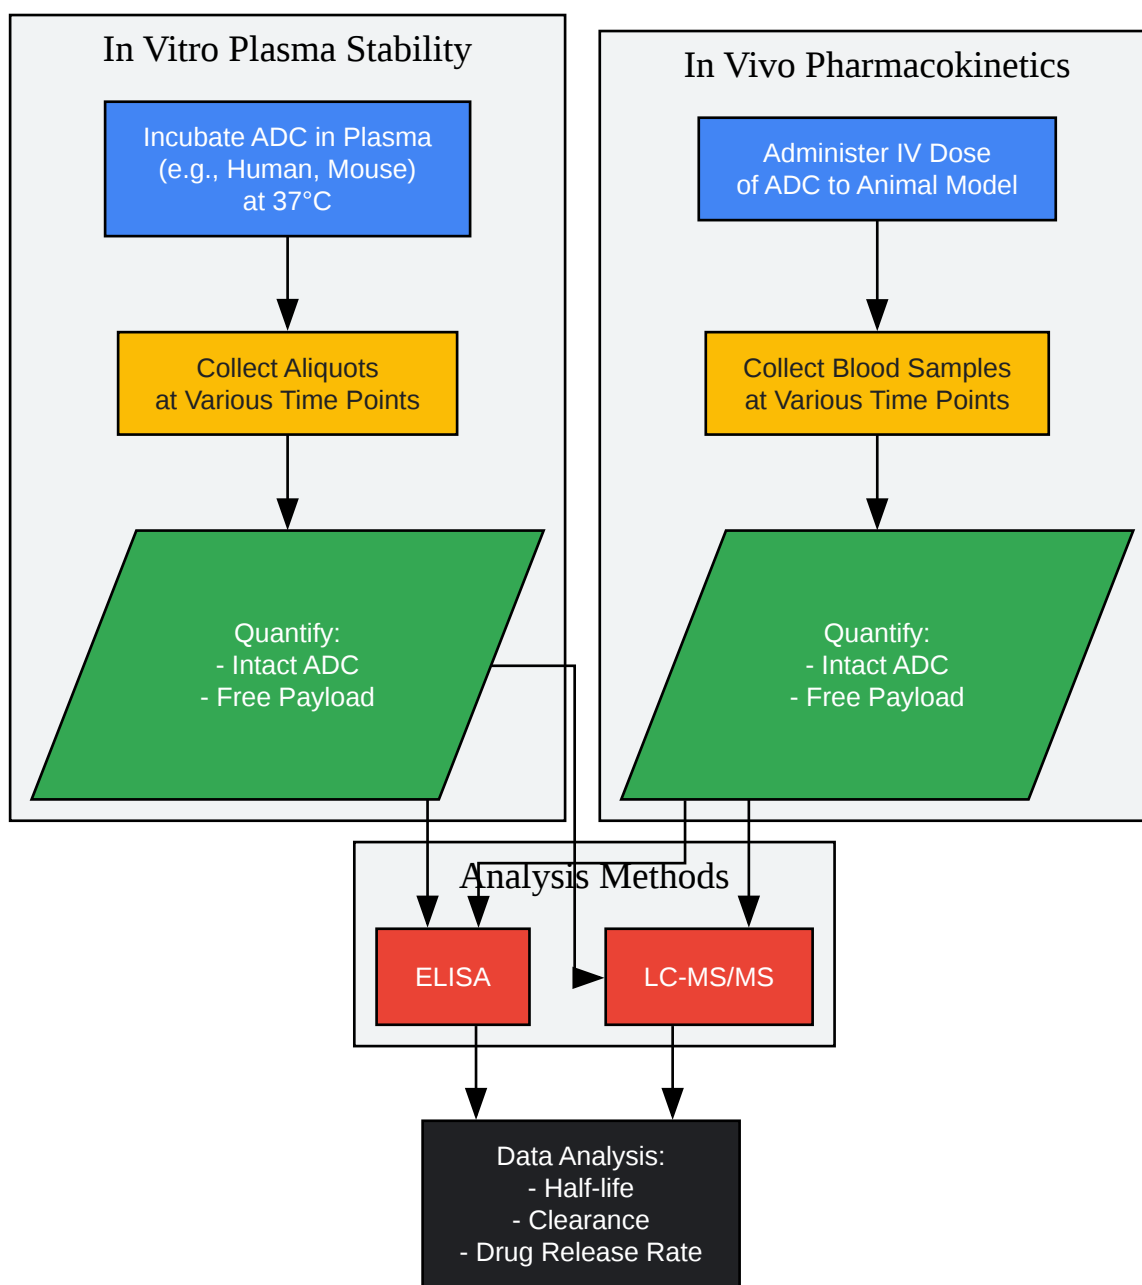 In Vitro Plasma Stability
Incubate ADC in Plasma
(e.g., Human, Mouse)
at 37°C
Collect Aliquots
at Various Time Points
Quantify:
- Intact ADC
- Free Payload
In Vivo Pharmacokinetics
Administer IV Dose
of ADC to Animal Model
Collect Blood Samples
at Various Time Points
Quantify:
- Intact ADC
- Free Payload
Analysis Methods
ELISA
LC-MS/MS
Data Analysis:
- Half-life
- Clearance
- Drug Release Rate